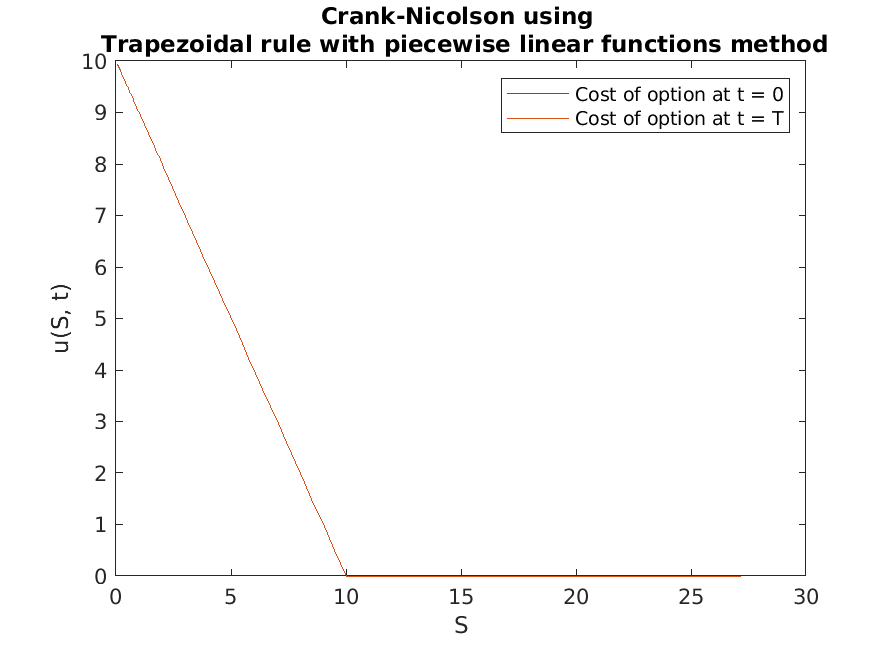 Crank-Nicolson using
Trapezoidal rule with piecewise linear functions method
10
9
8
7
6
5
4
3
2
1
0
u(S, t)
Cost of option at t = 0
Cost of option at t = T
0 5 10 15 20 25 30
S